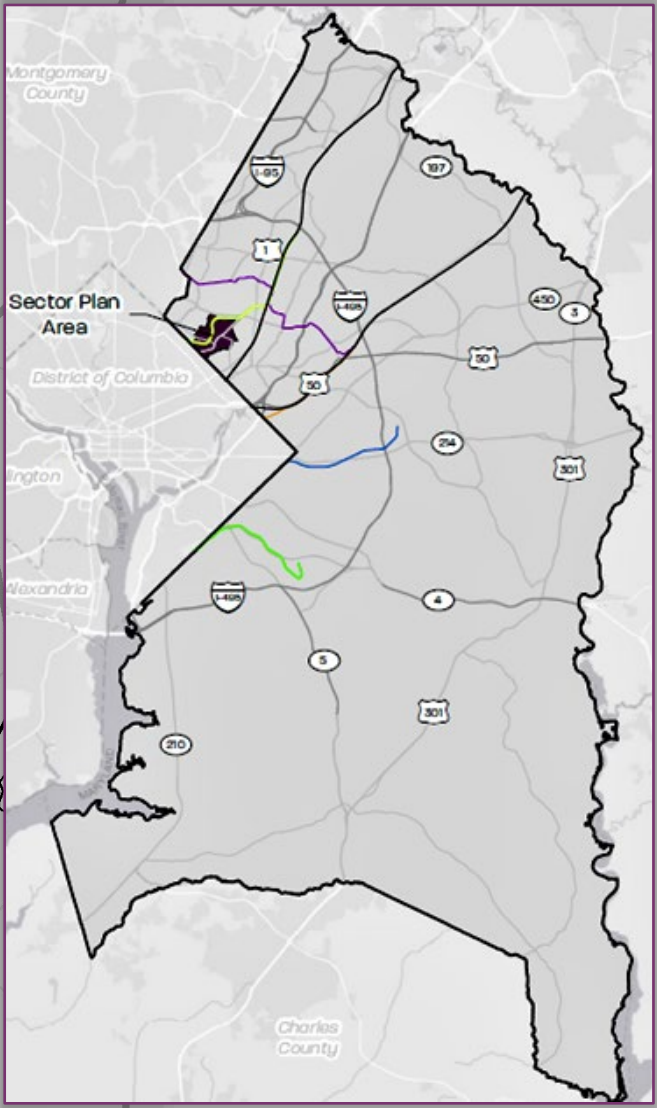 Montgomery
County
I-95
197
1
Sector Plan
Area
I-495
450
3
50
District of Columbia
50
214
301
lington
Alexandria
I-495
4
5
301
210
MARYLAND
Charles
County